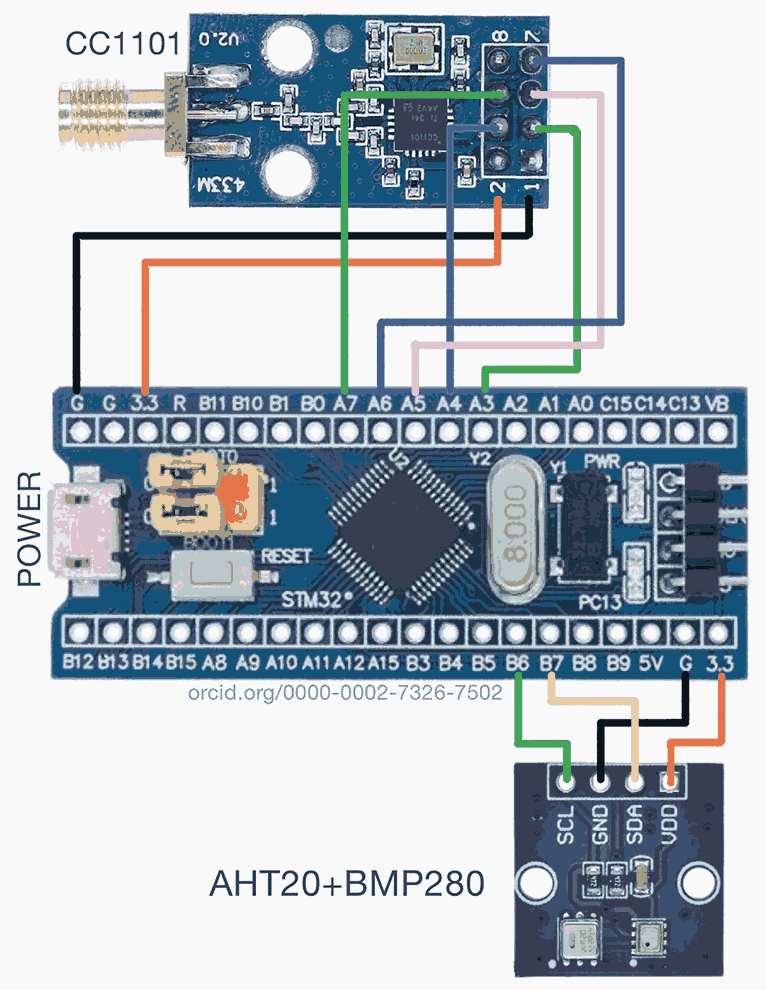 CC1101
V2.0
8 7
CC1101
433M
2 1
G G 3.3 R B11 B10 B1 B0 A7 A6 A5 A4 A3 A2 A1 A0 C15 C14 C13 VB
POWER
U2
Y2
Y1
PWR
1
8.000
1
RESET
STM32
PC13
B12 B13 B14 B15 A8 A9 A10 A11 A12 A15 B3 B4 B5 B6 B7 B8 B9 5V G 3.3
orcid.org/0000-0002-7326-7502
SCL GND SDA VDD
AHT20+BMP280